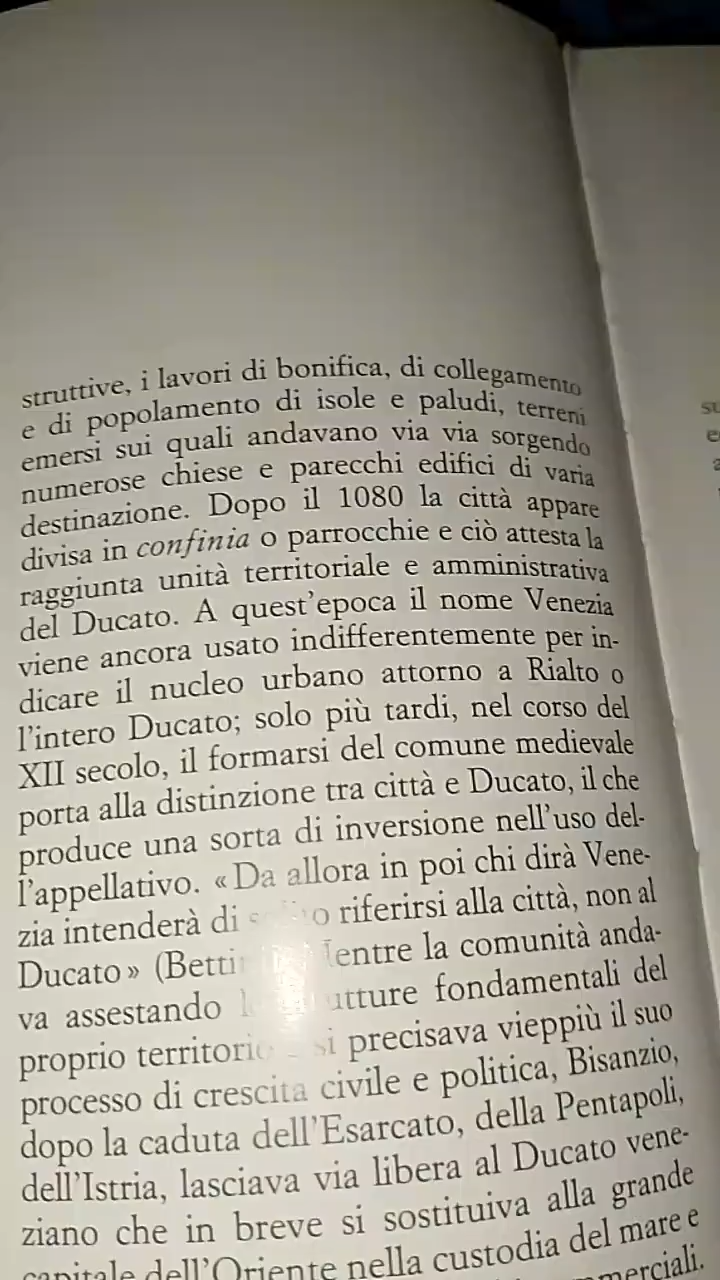 struttive, i lavori di bonifica, di collegamento
e di popolamento di isole e paludi, terreni
emersi sui quali andavano via via sorgendo
numerose chiese e parecchi edifici di varia
destinazione. Dopo il 1080 la città appare
divisa in confinia o parrocchie e ciò attesta la
raggiunta unità territoriale e amministrativa
del Ducato. A quest'epoca il nome Venezia
viene ancora usato indifferentemente per in-
dicare il nucleo urbano attorno a Rialto o
l'intero Ducato; solo più tardi, nel corso del
XII secolo, il formarsi del comune medievale
porta alla distinzione tra città e Ducato, il che
produce una sorta di inversione nell'uso del-
l'appellativo. «Da allora in poi chi dirà Vene-
zia intenderà di riferirsi alla città, non al
Ducato» ( la comunità anda-
va assestando fondamentali del
proprio territorio si precisava vieppiù il suo
processo di crescita civile e politica, Bisanzio,
dopo la caduta dell'Esarcato, della Pentapoli,
dell'Istria, lasciava via libera al Ducato vene-
ziano che in breve si sostituiva alla grande
capitale dell'Oriente nella custodia del mare e